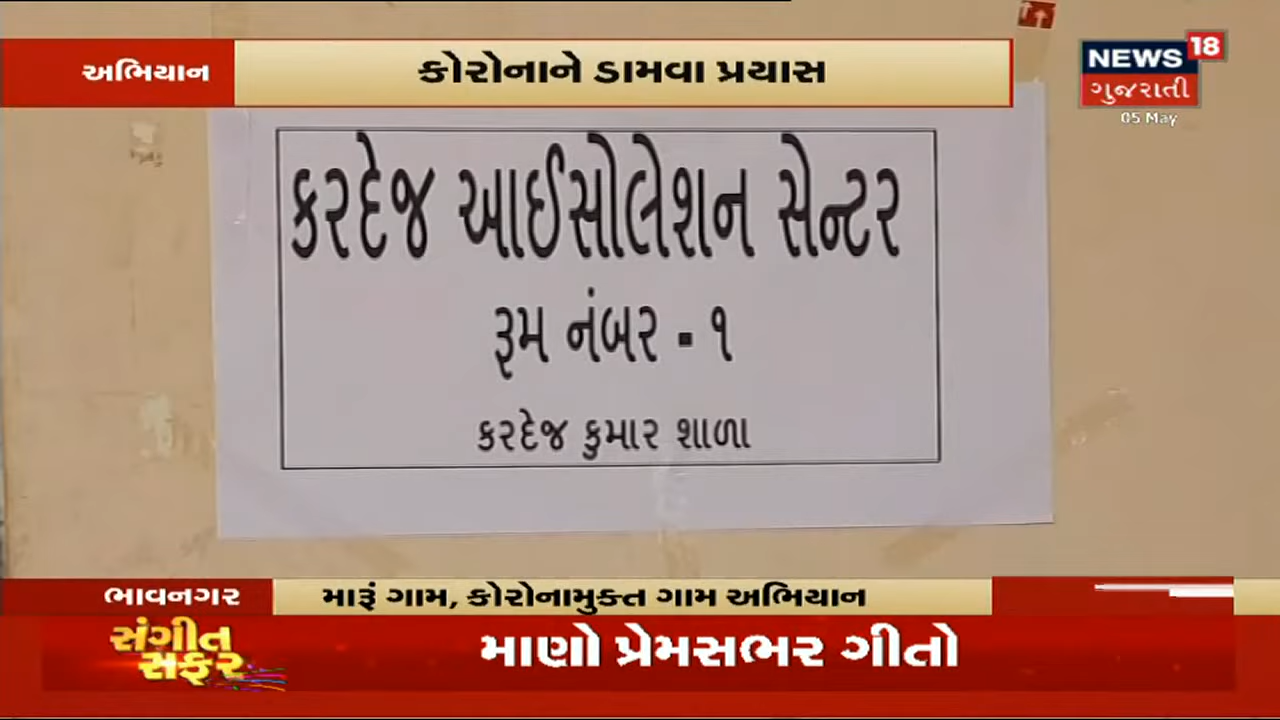 અભિયાન
કોરોનાને ડામવા પ્રયાસ
NEWS 18
ગુજરાતી
05 May
કરદેજ આઈસોલેશન સેન્ટર
રૂમ નંબર - ૧
કરદેજ કુમાર શાળા
ભાવનગર
મારૂં ગામ, કોરોનામુક્ત ગામ અભિયાન
સંગીત
સફર
માણો પ્રેમસભર ગીતો